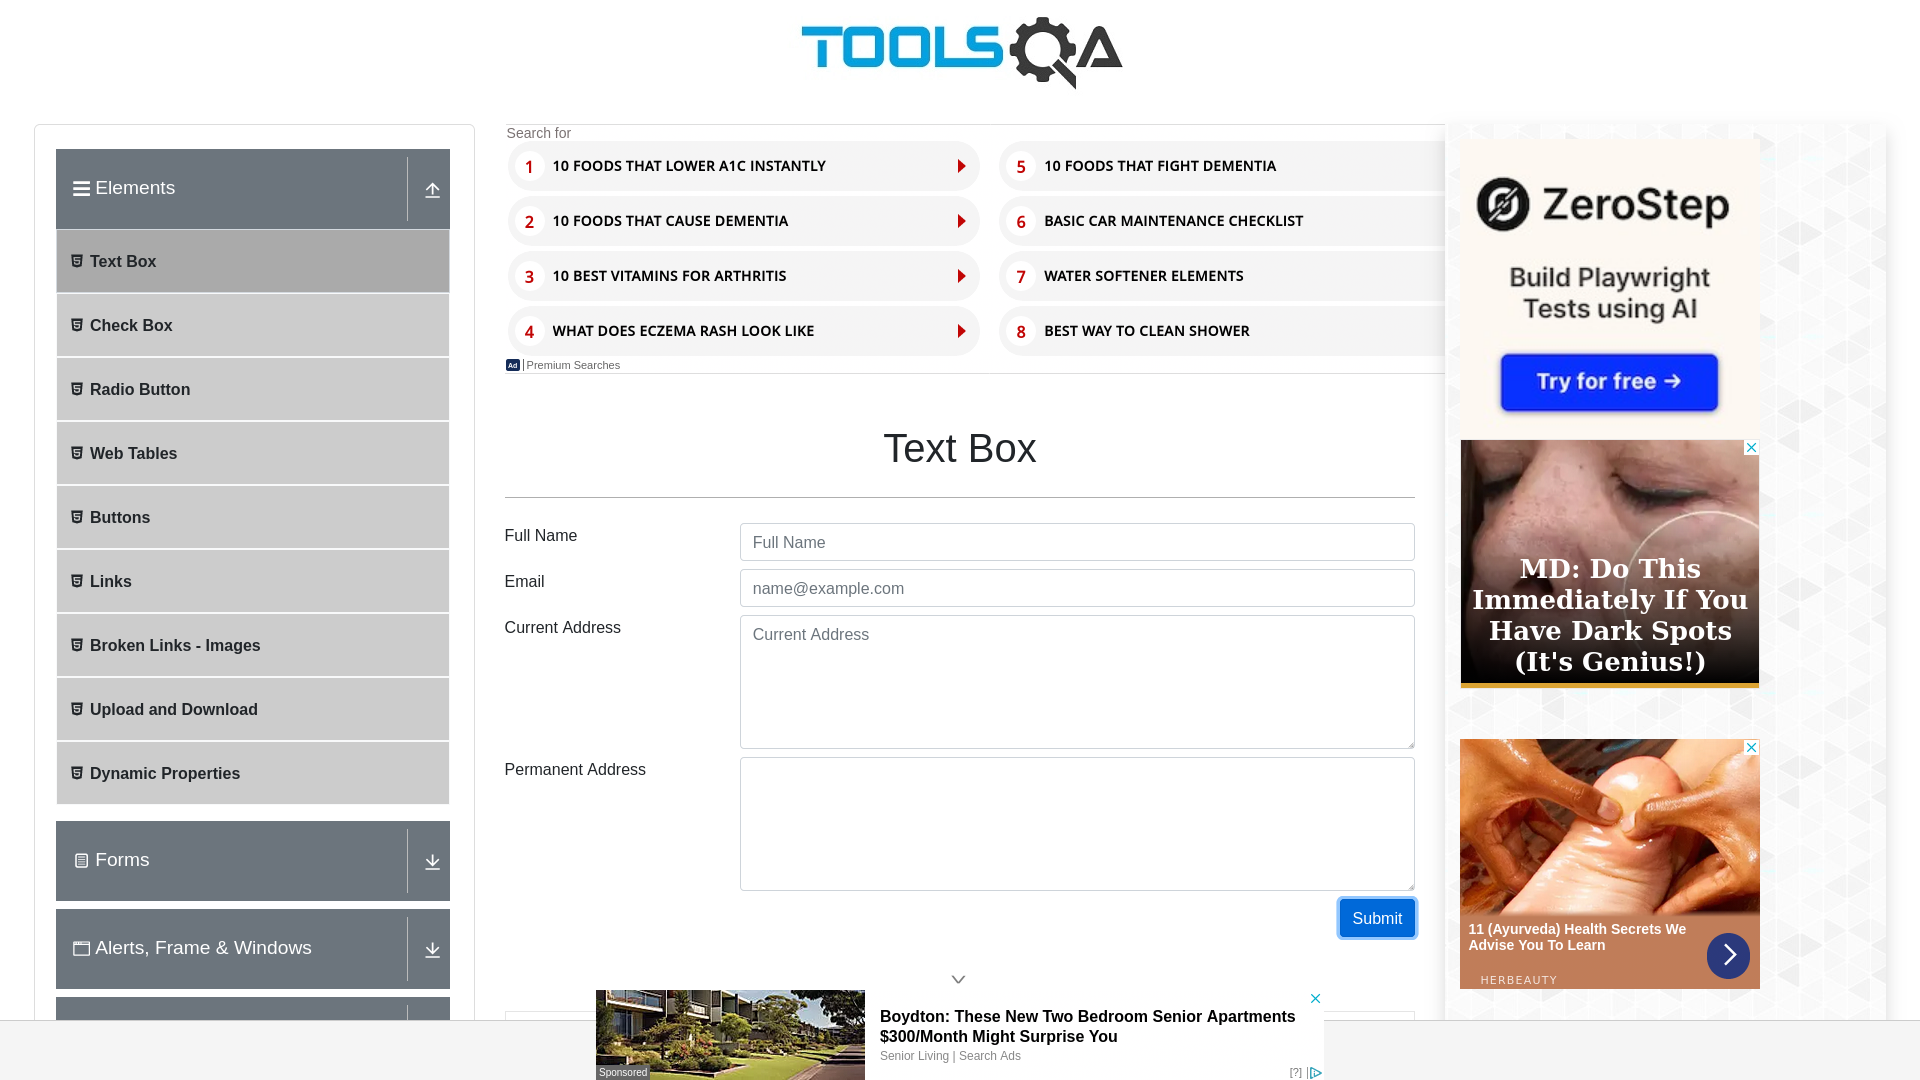 TOOLSQA
Elements
Text Box
Check Box
Radio Button
Web Tables
Buttons
Links
Broken Links - Images
Upload and Download
Dynamic Properties
Forms
Alerts, Frame & Windows
Search for
1 10 FOODS THAT LOWER A1C INSTANTLY
2 10 FOODS THAT CAUSE DEMENTIA
3 10 BEST VITAMINS FOR ARTHRITIS
4 WHAT DOES ECZEMA RASH LOOK LIKE
5 10 FOODS THAT FIGHT DEMENTIA
6 BASIC CAR MAINTENANCE CHECKLIST
7 WATER SOFTENER ELEMENTS
8 BEST WAY TO CLEAN SHOWER
Ad | Premium Searches
Text Box
Full Name
Full Name
Email
name@example.com
Current Address
Current Address
Permanent Address
Submit
ZeroStep
Build Playwright
Tests using AI
Try for free →
MD: Do This
Immediately If You
Have Dark Spots
(It's Genius!)
11 (Ayurveda) Health Secrets We
Advise You To Learn
HERBEAUTY
Sponsored
Boydton: These New Two Bedroom Senior Apartments
$300/Month Might Surprise You
Senior Living | Search Ads
[?]